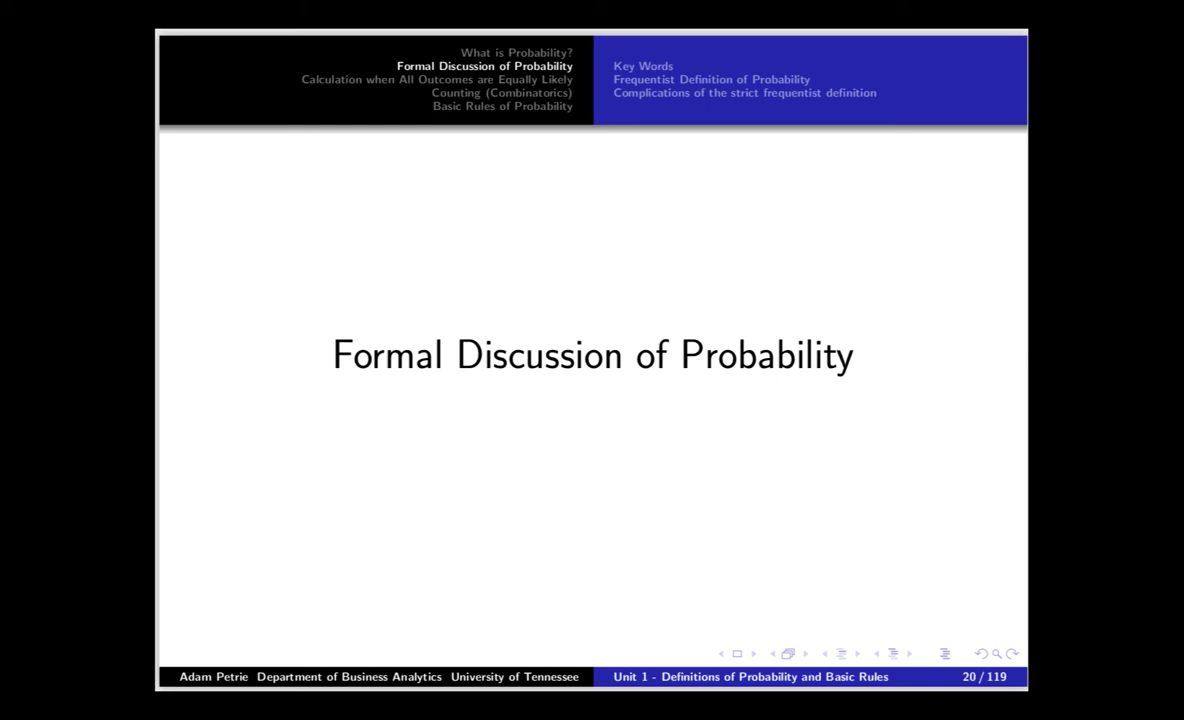 What is Probability?
Formal Discussion of Probability
Calculation when All Outcomes are Equally Likely
Counting (Combinatorics)
Basic Rules of Probability
Key Words
Frequentist Definition of Probability
Complications of the strict frequentist definition
Formal Discussion of Probability
Adam Petrie Department of Business Analytics University of Tennessee
Unit 1 - Definitions of Probability and Basic Rules
20 / 119